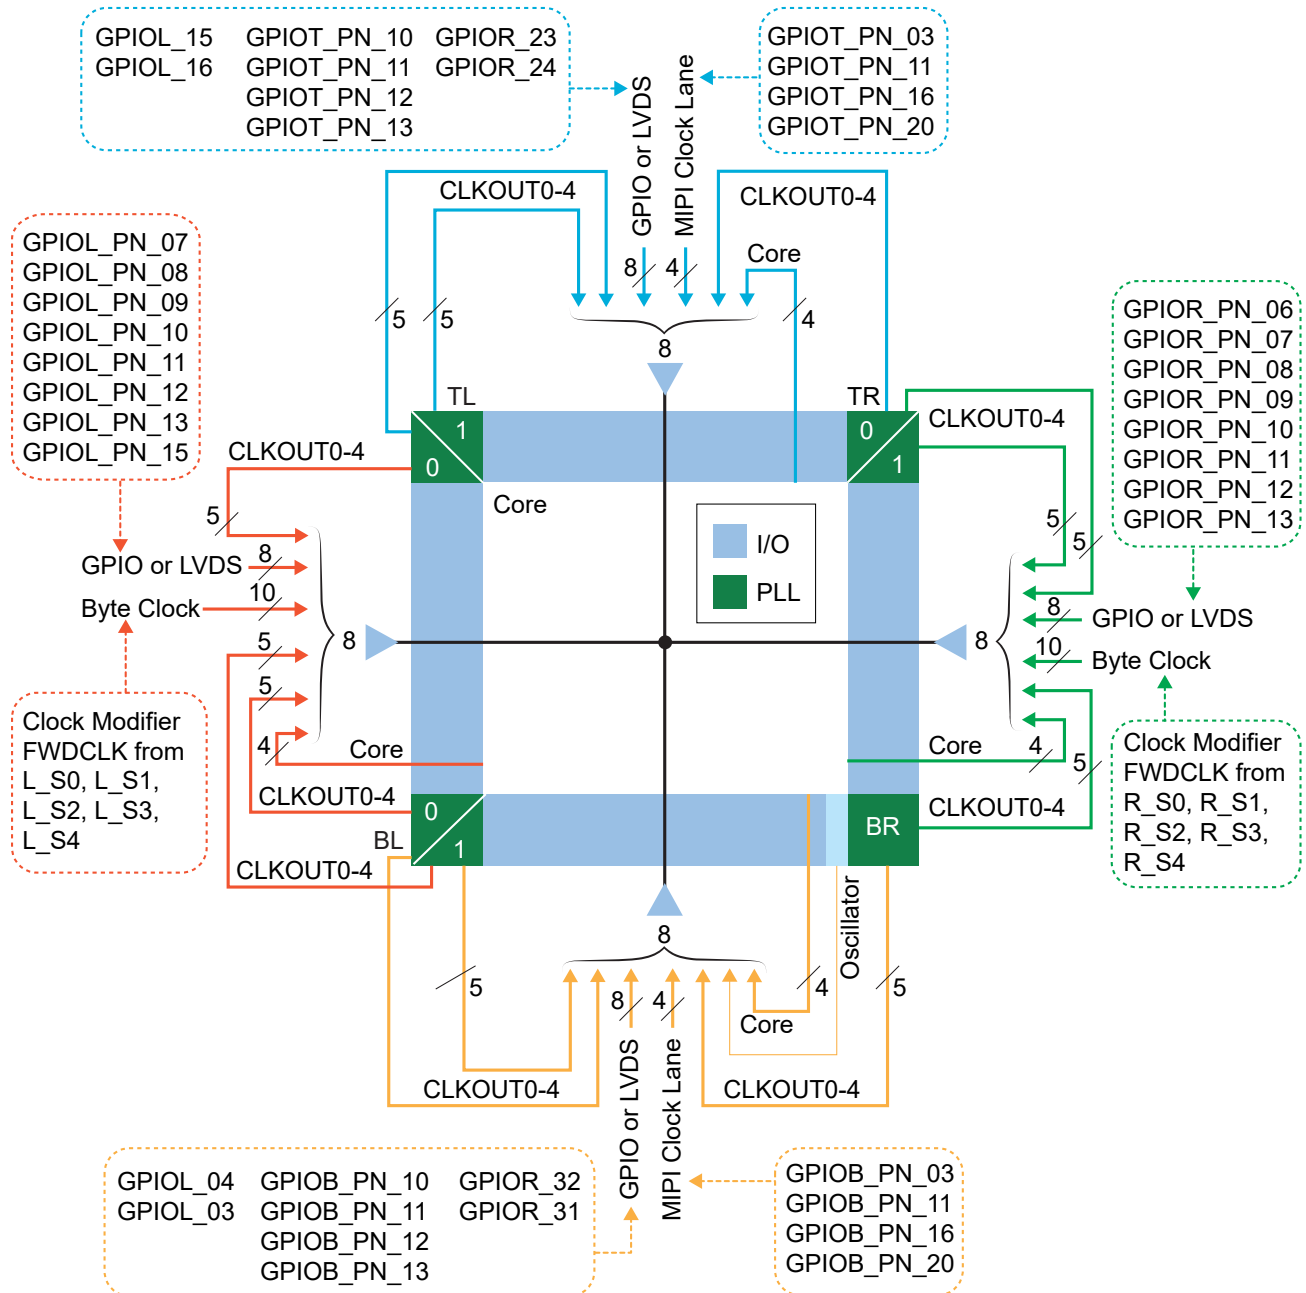 GPIOL_15 GPIOT_PN_10 GPIOR_23
GPIOL_16 GPIOT_PN_11 GPIOR_24
GPIOT_PN_12
GPIOT_PN_13
GPIO or LVDS
MIPI Clock Lane
GPIOT_PN_03
GPIOT_PN_11
GPIOT_PN_16
GPIOT_PN_20
CLKOUT0-4
CLKOUT0-4
8
4
Core
5
5
4
8
GPIOL_PN_07
GPIOL_PN_08
GPIOL_PN_09
GPIOL_PN_10
GPIOL_PN_11
GPIOL_PN_12
GPIOL_PN_13
GPIOL_PN_15
GPIOR_PN_06
GPIOR_PN_07
GPIOR_PN_08
GPIOR_PN_09
GPIOR_PN_10
GPIOR_PN_11
GPIOR_PN_12
GPIOR_PN_13
TL
1
0
TR
0
1
CLKOUT0-4
CLKOUT0-4
Core
I/O
PLL
5
GPIO or LVDS
8
Byte Clock
10
5
5
4
8
Core
CLKOUT0-4
CLKOUT0-4
Clock Modifier
FWDCLK from
L_S0, L_S1,
L_S2, L_S3,
L_S4
5
5
8
GPIO or LVDS
10
Byte Clock
8
Core
4
5
CLKOUT0-4
Clock Modifier
FWDCLK from
R_S0, R_S1,
R_S2, R_S3,
R_S4
BL
0
1
BR
Oscillator
8
5
8
4
4
5
Core
CLKOUT0-4
CLKOUT0-4
GPIO or LVDS
MIPI Clock Lane
GPIOL_04 GPIOB_PN_10 GPIOR_32
GPIOL_03 GPIOB_PN_11 GPIOR_31
GPIOB_PN_12
GPIOB_PN_13
GPIOB_PN_03
GPIOB_PN_11
GPIOB_PN_16
GPIOB_PN_20